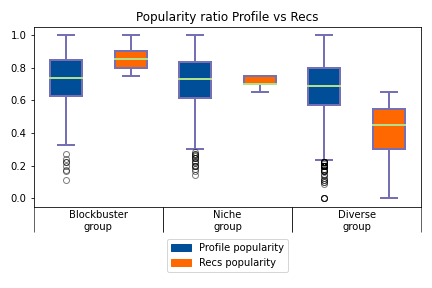 Popularity ratio Profile vs Recs
1.0
0.8
0.6
0.4
0.2
0.0
Blockbuster
group
Niche
group
Diverse
group
Profile popularity
Recs popularity